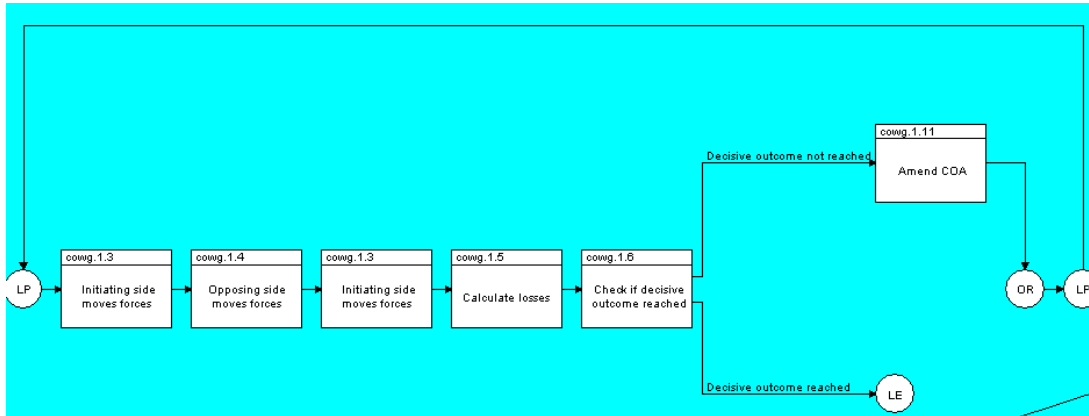 cowg.1.11
Decisive outcome not reached
Amend COA
cowg.1.3
cowg.1.4
cowg.1.3
cowg.1.5
cowg.1.6
LP
Initiating side
moves forces
Opposing side
moves forces
Initiating side
moves forces
Calculate losses
Check if decisive
outcome reached
OR
LP
Decisive outcome reached
LE